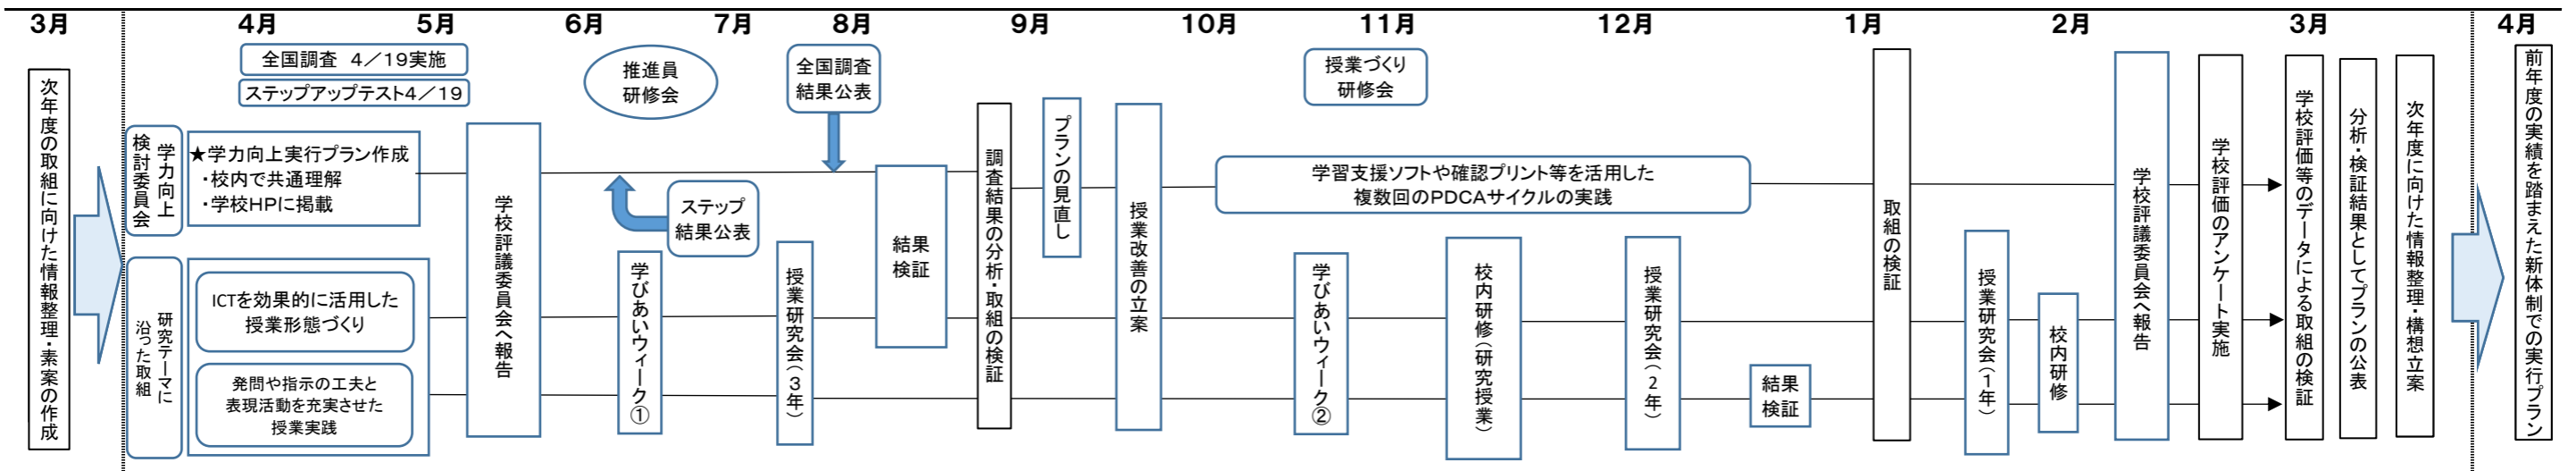 3月
4月
5月
6月
7月
8月
9月
10月
11月
12月
1月
2月
3月
4月
次年度の取組に向けた情報整理・素案の作成
全国調査 4/19実施
ステップアップテスト4/19
学力向上
検討委員会
★学力向上実行プラン作成
・校内で共通理解
・学校HPに掲載
研究テーマに
沿った取組
ICTを効果的に活用した
授業形態づくり
発問や指示の工夫と
表現活動を充実させた
授業実践
学校評議委員会へ報告
推進員
研修会
ステップ
結果公表
学びあいウィーク①
全国調査
結果公表
授業研究会(3年)
結果
検証
調査結果の分析・取組の検証
プランの見直し
授業改善の立案
授業づくり
研修会
学習支援ソフトや確認プリント等を活用した
複数回のPDCAサイクルの実践
学びあいウィーク②
校内研修(研究授業)
授業研究会(2年)
結果
検証
取組の検証
授業研究会(1年)
校内研修
学校評議委員会へ報告
学校評価のアンケート実施
学校評価等のデータによる取組の検証
分析・検証結果としてプランの公表
次年度に向けた情報整理・構想立案
前年度の実績を踏まえた新体制での実行プラン